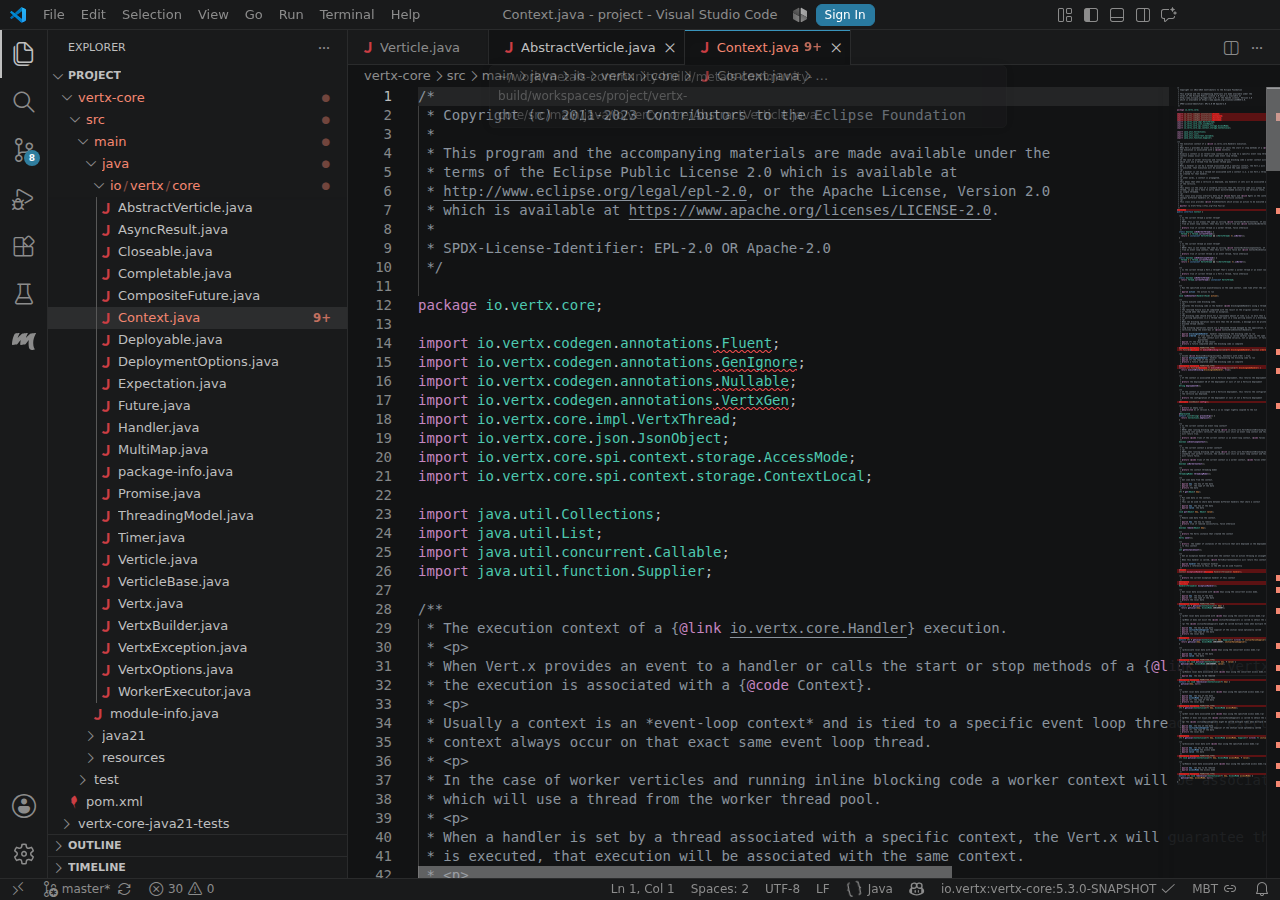 File Edit Selection View Go Run Terminal Help
Context.java - project - Visual Studio Code
Sign In
EXPLORER
Verticle.java
AbstractVerticle.java
Context.java 9+
PROJECT
vertx-core
src
main
java
io/vertx/core
AbstractVerticle.java
AsyncResult.java
Closeable.java
Completable.java
CompositeFuture.java
Context.java 9+
Deployable.java
DeploymentOptions.java
Expectation.java
Future.java
Handler.java
MultiMap.java
package-info.java
Promise.java
ThreadingModel.java
Timer.java
Verticle.java
VerticleBase.java
Vertx.java
VertxBuilder.java
VertxException.java
VertxOptions.java
WorkerExecutor.java
module-info.java
java21
resources
test
pom.xml
vertx-core-java21-tests
OUTLINE
TIMELINE
8
vertx-core > src > main > java > io > vertx > core > Context.java > ...
build/workspaces/project/vertx-
1 /*
2 * Copyright (c) 2011-2023 Contributors to the Eclipse Foundation
3 *
4 * This program and the accompanying materials are made available under the
5 * terms of the Eclipse Public License 2.0 which is available at
6 * http://www.eclipse.org/legal/epl-2.0, or the Apache License, Version 2.0
7 * which is available at https://www.apache.org/licenses/LICENSE-2.0.
8 *
9 * SPDX-License-Identifier: EPL-2.0 OR Apache-2.0
10 */
11
12 package io.vertx.core;
13
14 import io.vertx.codegen.annotations.Fluent;
15 import io.vertx.codegen.annotations.GenIgnore;
16 import io.vertx.codegen.annotations.Nullable;
17 import io.vertx.codegen.annotations.VertxGen;
18 import io.vertx.core.impl.VertxThread;
19 import io.vertx.core.json.JsonObject;
20 import io.vertx.core.spi.context.storage.AccessMode;
21 import io.vertx.core.spi.context.storage.ContextLocal;
22
23 import java.util.Collections;
24 import java.util.List;
25 import java.util.concurrent.Callable;
26 import java.util.function.Supplier;
27
28 /**
29 * The execution context of a {@link io.vertx.core.Handler} execution.
30 * <p>
31 * When Vert.x provides an event to a handler or calls the start or stop methods of a {@l
32 * the execution is associated with a {@code Context}.
33 * <p>
34 * Usually a context is an *event-loop context* and is tied to a specific event loop thre
35 * context always occur on that exact same event loop thread.
36 * <p>
37 * In the case of worker verticles and running inline blocking code a worker context will be associat
38 * which will use a thread from the worker thread pool.
39 * <p>
40 * When a handler is set by a thread associated with a specific context, the Vert.x will guarantee th
41 * is executed, that execution will be associated with the same context.
42 * <p>
master* 30 0
Ln 1, Col 1 Spaces: 2 UTF-8 LF {} Java io.vertx:vertx-core:5.3.0-SNAPSHOT MBT